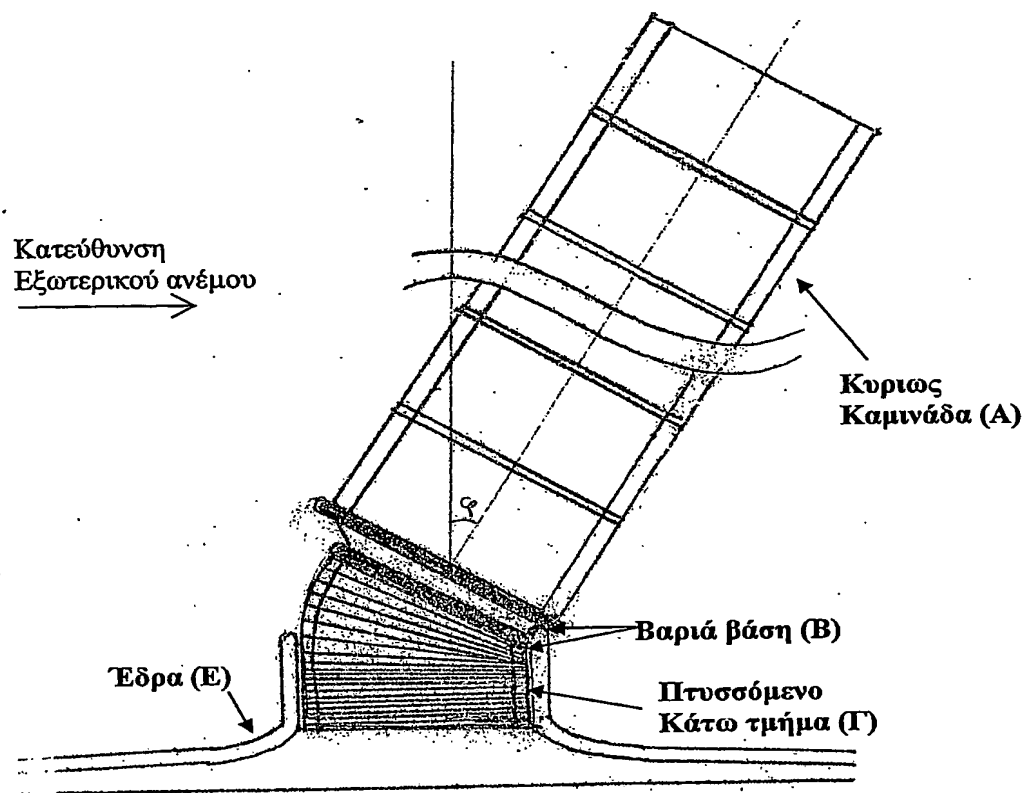 Κατεύθυνση
Εξωτερικού ανέμου
φ
Κυριως
Καμινάδα (Α)
Βαριά βάση (Β)
Έδρα (Ε)
Πτυσσόμενο
Κάτω τμήμα (Γ)